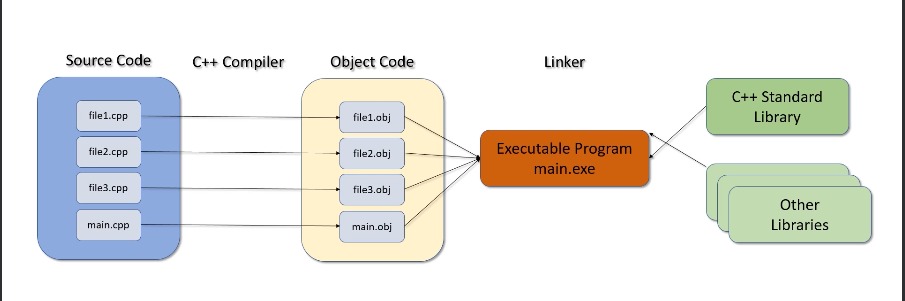 Source Code
C++ Compiler
Object Code
Linker
file1.cpp
file2.cpp
file3.cpp
main.cpp
file1.obj
file2.obj
file3.obj
main.obj
Executable Program
main.exe
C++ Standard
Library
Other
Libraries